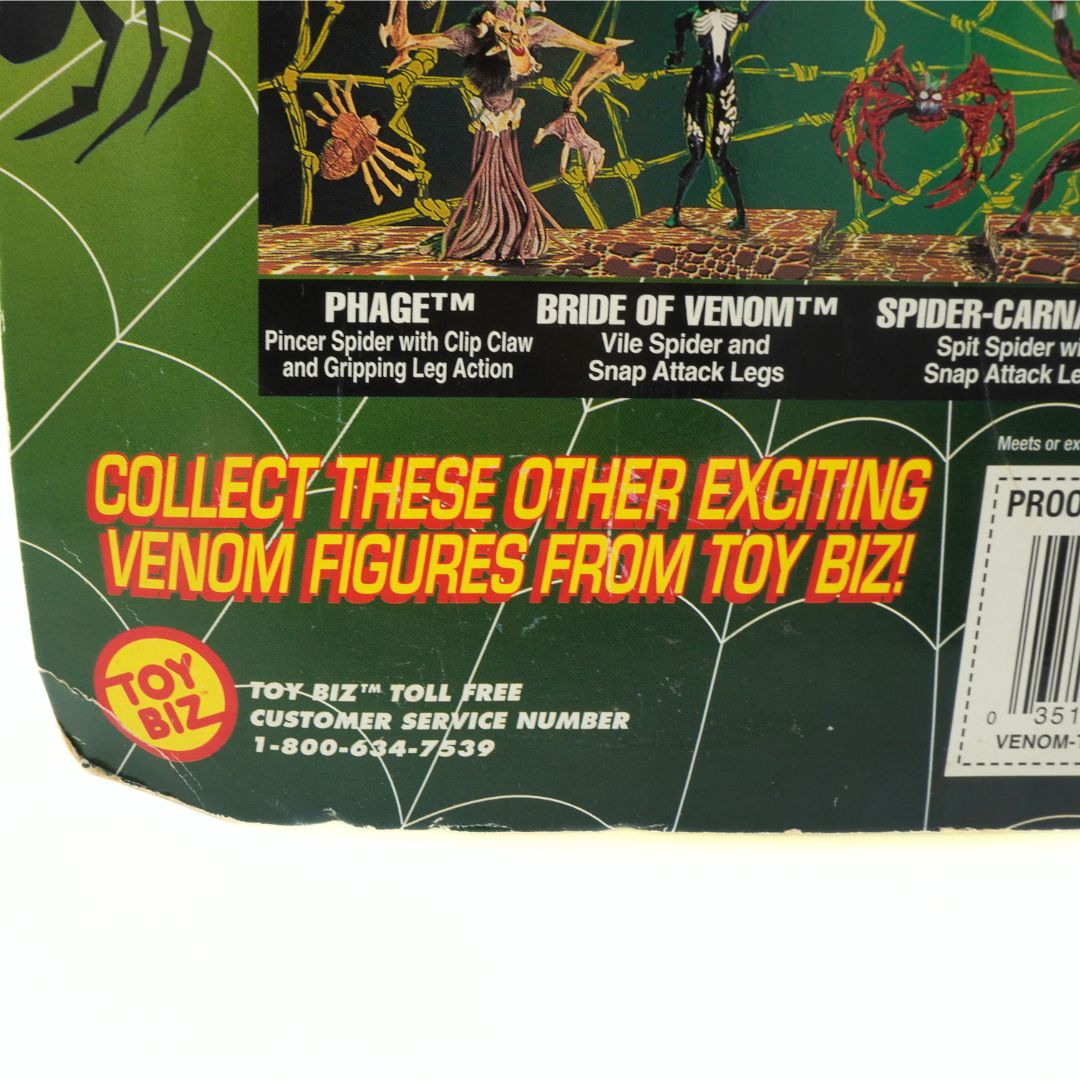 PHAGE™
Pincer Spider with Clip Claw
and Gripping Leg Action
BRIDE OF VENOM™
Vile Spider and
Snap Attack Legs
SPIDER-CARNA
Spit Spider wi
Snap Attack Le
Meets or ex
COLLECT THESE OTHER EXCITING
VENOM FIGURES FROM TOY BIZ!
PROO
0 351
VENOM-T
TOY
BIZ
TOY BIZ™ TOLL FREE
CUSTOMER SERVICE NUMBER
1-800-634-7539